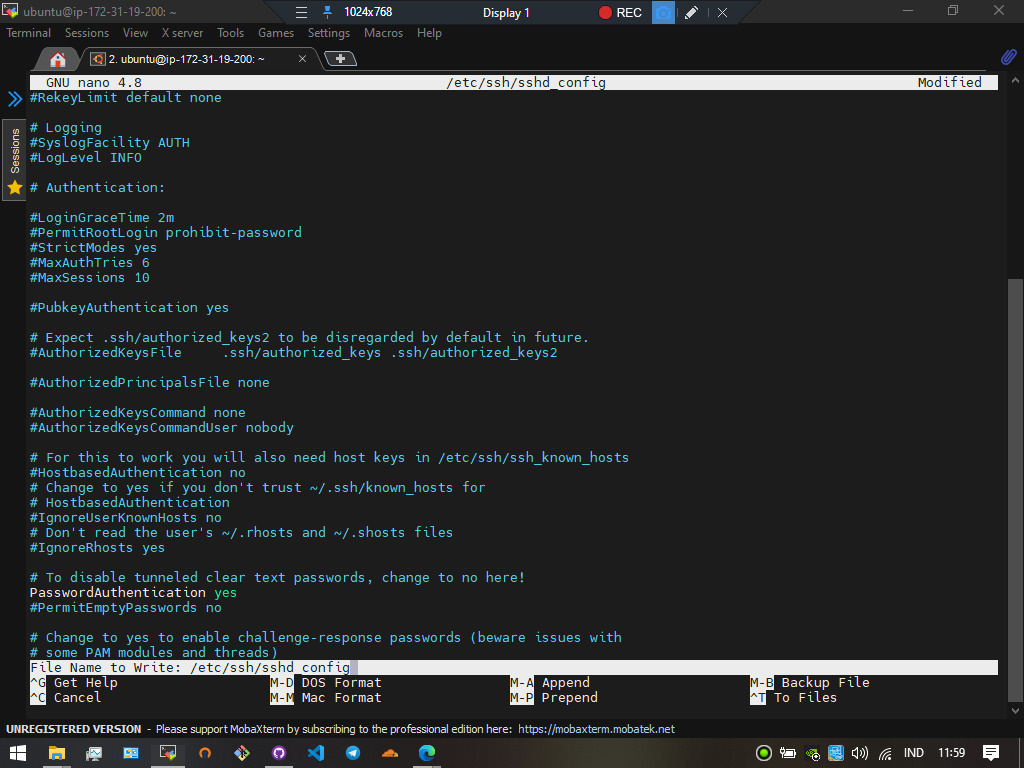 ubuntu@ip-172-31-19-200: ~
1024x768
Display 1
REC
Terminal Sessions View X server Tools Games Settings Macros Help
2. ubuntu@ip-172-31-19-200: ~
Sessions
GNU nano 4.8 /etc/ssh/sshd_config Modified
#RekeyLimit default none
# Logging
#SyslogFacility AUTH
#LogLevel INFO
# Authentication:
#LoginGraceTime 2m
#PermitRootLogin prohibit-password
#StrictModes yes
#MaxAuthTries 6
#MaxSessions 10
#PubkeyAuthentication yes
# Expect .ssh/authorized_keys2 to be disregarded by default in future.
#AuthorizedKeysFile .ssh/authorized_keys .ssh/authorized_keys2
#AuthorizedPrincipalsFile none
#AuthorizedKeysCommand none
#AuthorizedKeysCommandUser nobody
# For this to work you will also need host keys in /etc/ssh/ssh_known_hosts
#HostbasedAuthentication no
# Change to yes if you don't trust ~/.ssh/known_hosts for
# HostbasedAuthentication
#IgnoreUserKnownHosts no
# Don't read the user's ~/.rhosts and ~/.shosts files
#IgnoreRhosts yes
# To disable tunneled clear text passwords, change to no here!
PasswordAuthentication yes
#PermitEmptyPasswords no
# Change to yes to enable challenge-response passwords (beware issues with
# some PAM modules and threads)
File Name to Write: /etc/ssh/sshd_config
^G Get Help M-D DOS Format M-A Append M-B Backup File
^C Cancel M-M Mac Format M-P Prepend ^T To Files
UNREGISTERED VERSION - Please support MobaXterm by subscribing to the professional edition here: https://mobaxterm.mobatek.net
IND 11:59